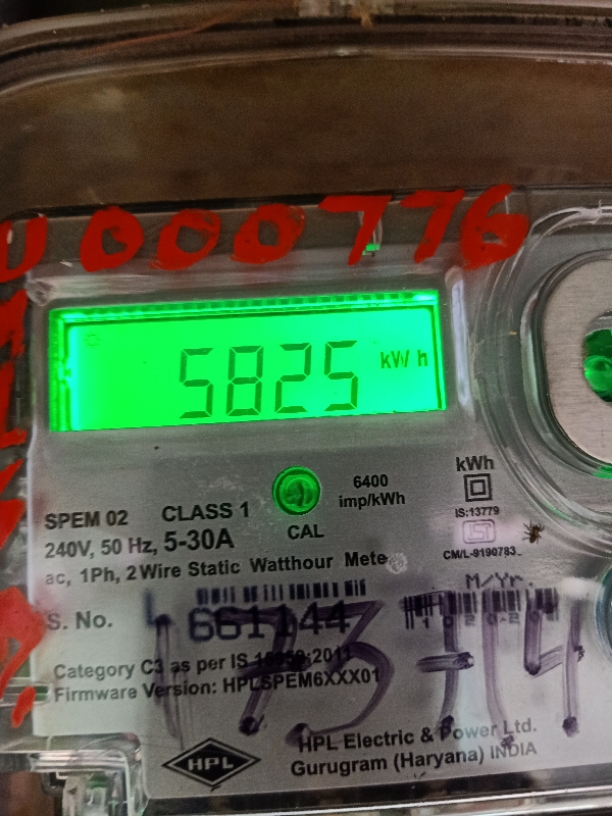 000776
5825 kWh
6400
imp/kWh
CAL
kWh
IS:13779
CM/L-9190783
SPEM 02 CLASS 1
240V, 50 Hz, 5-30A
ac, 1Ph, 2Wire Static Watthour Mete
M/Yr.
S. No. 661144
Category C3 as per IS
Firmware Version: HPLSPEM6XXX01
HPL
HPL Electric & Power Ltd.
Gurugram (Haryana) INDIA